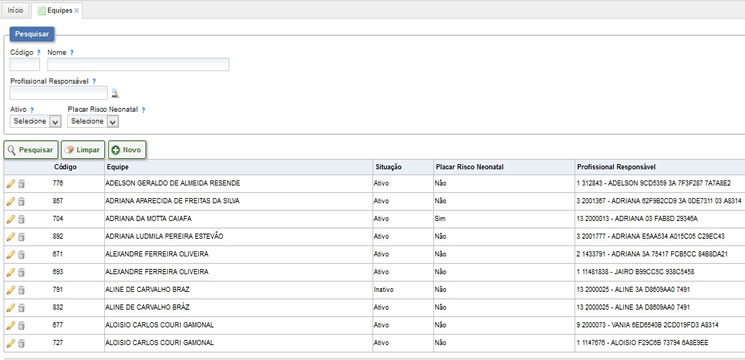 Início Equipes
Pesquisar
Código ? Nome ?
Profissional Responsável ?
Ativo ? Placar Risco Neonatal ?
Selecione Selecione
Pesquisar Limpar Novo
Código Equipe Situação Placar Risco Neonatal Profissional Responsável
776 ADELSON GERALDO DE ALMEIDA RESENDE Ativo Não 1 312843 - ADELSON 9CD5359 3A 7F3F287 7A7A8E2
857 ADRIANA APARECIDA DE FREITAS DA SILVA Ativo Não 3 2001367 - ADRIANA 62F9B2CD9 3A 0DE7311 03 A8314
704 ADRIANA DA MOTTA CAIAFA Ativo Sim 13 2000013 - ADRIANA 03 FAB8D 29346A
892 ADRIANA LUDMILA PEREIRA ESTEVÃO Ativo Não 3 2001777 - ADRIANA E5AA534 A015C05 C29EC43
671 ALEXANDRE FERREIRA OLIVEIRA Ativo Não 2 1433791 - ADRIANA 3A 75417 FCB5CC 84B8DA21
693 ALEXANDRE FERREIRA OLIVEIRA Ativo Não 1 11481838 - JAIRO B99CC5C 938C5458
791 ALINE DE CARVALHO BRAZ Inativo Não 13 2000025 - ALINE 3A D8609AA0 7491
832 ALINE DE CARVALHO BRÁZ Ativo Não 13 2000025 - ALINE 3A D8609AA0 7491
677 ALOISIO CARLOS COURI GAMONAL Ativo Não 9 2000073 - VANIA 6ED6540B 2CD019FD3 A8314
727 ALOISIO CARLOS COURI GAMONAL Ativo Não 1 1147676 - ALOISIO F29C6B 73794 6A8E9EE